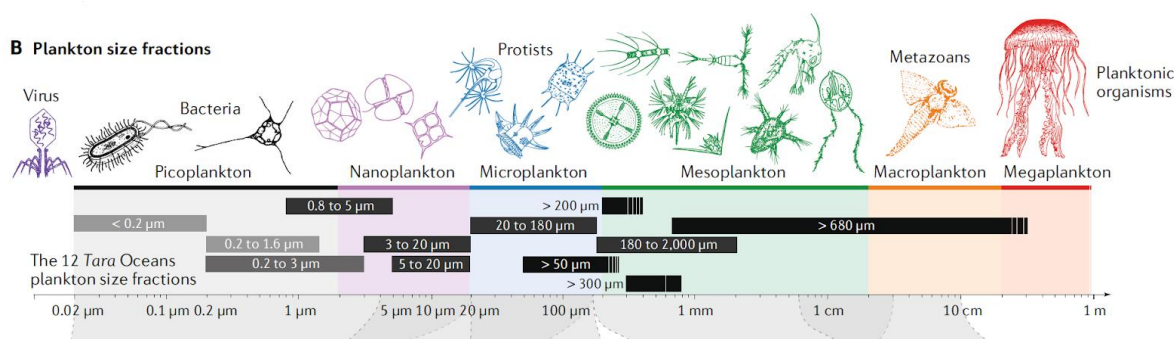 B Plankton size fractions
Virus
Bacteria
Protists
Metazoans
Planktonic
organisms
Picoplankton
Nanoplankton
Microplankton
Mesoplankton
Macroplankton
Megaplankton
0.8 to 5 µm
> 200 µm
< 0.2 µm
20 to 180 µm
> 680 µm
0.2 to 1.6 µm
3 to 20 µm
180 to 2,000 µm
The 12 Tara Oceans
plankton size fractions
0.2 to 3 µm
5 to 20 µm
> 50 µm
> 300 µm
0.02 µm 0.1 µm 0.2 µm 1 µm 5 µm 10 µm 20 µm 100 µm 1 mm 1 cm 10 cm 1 m